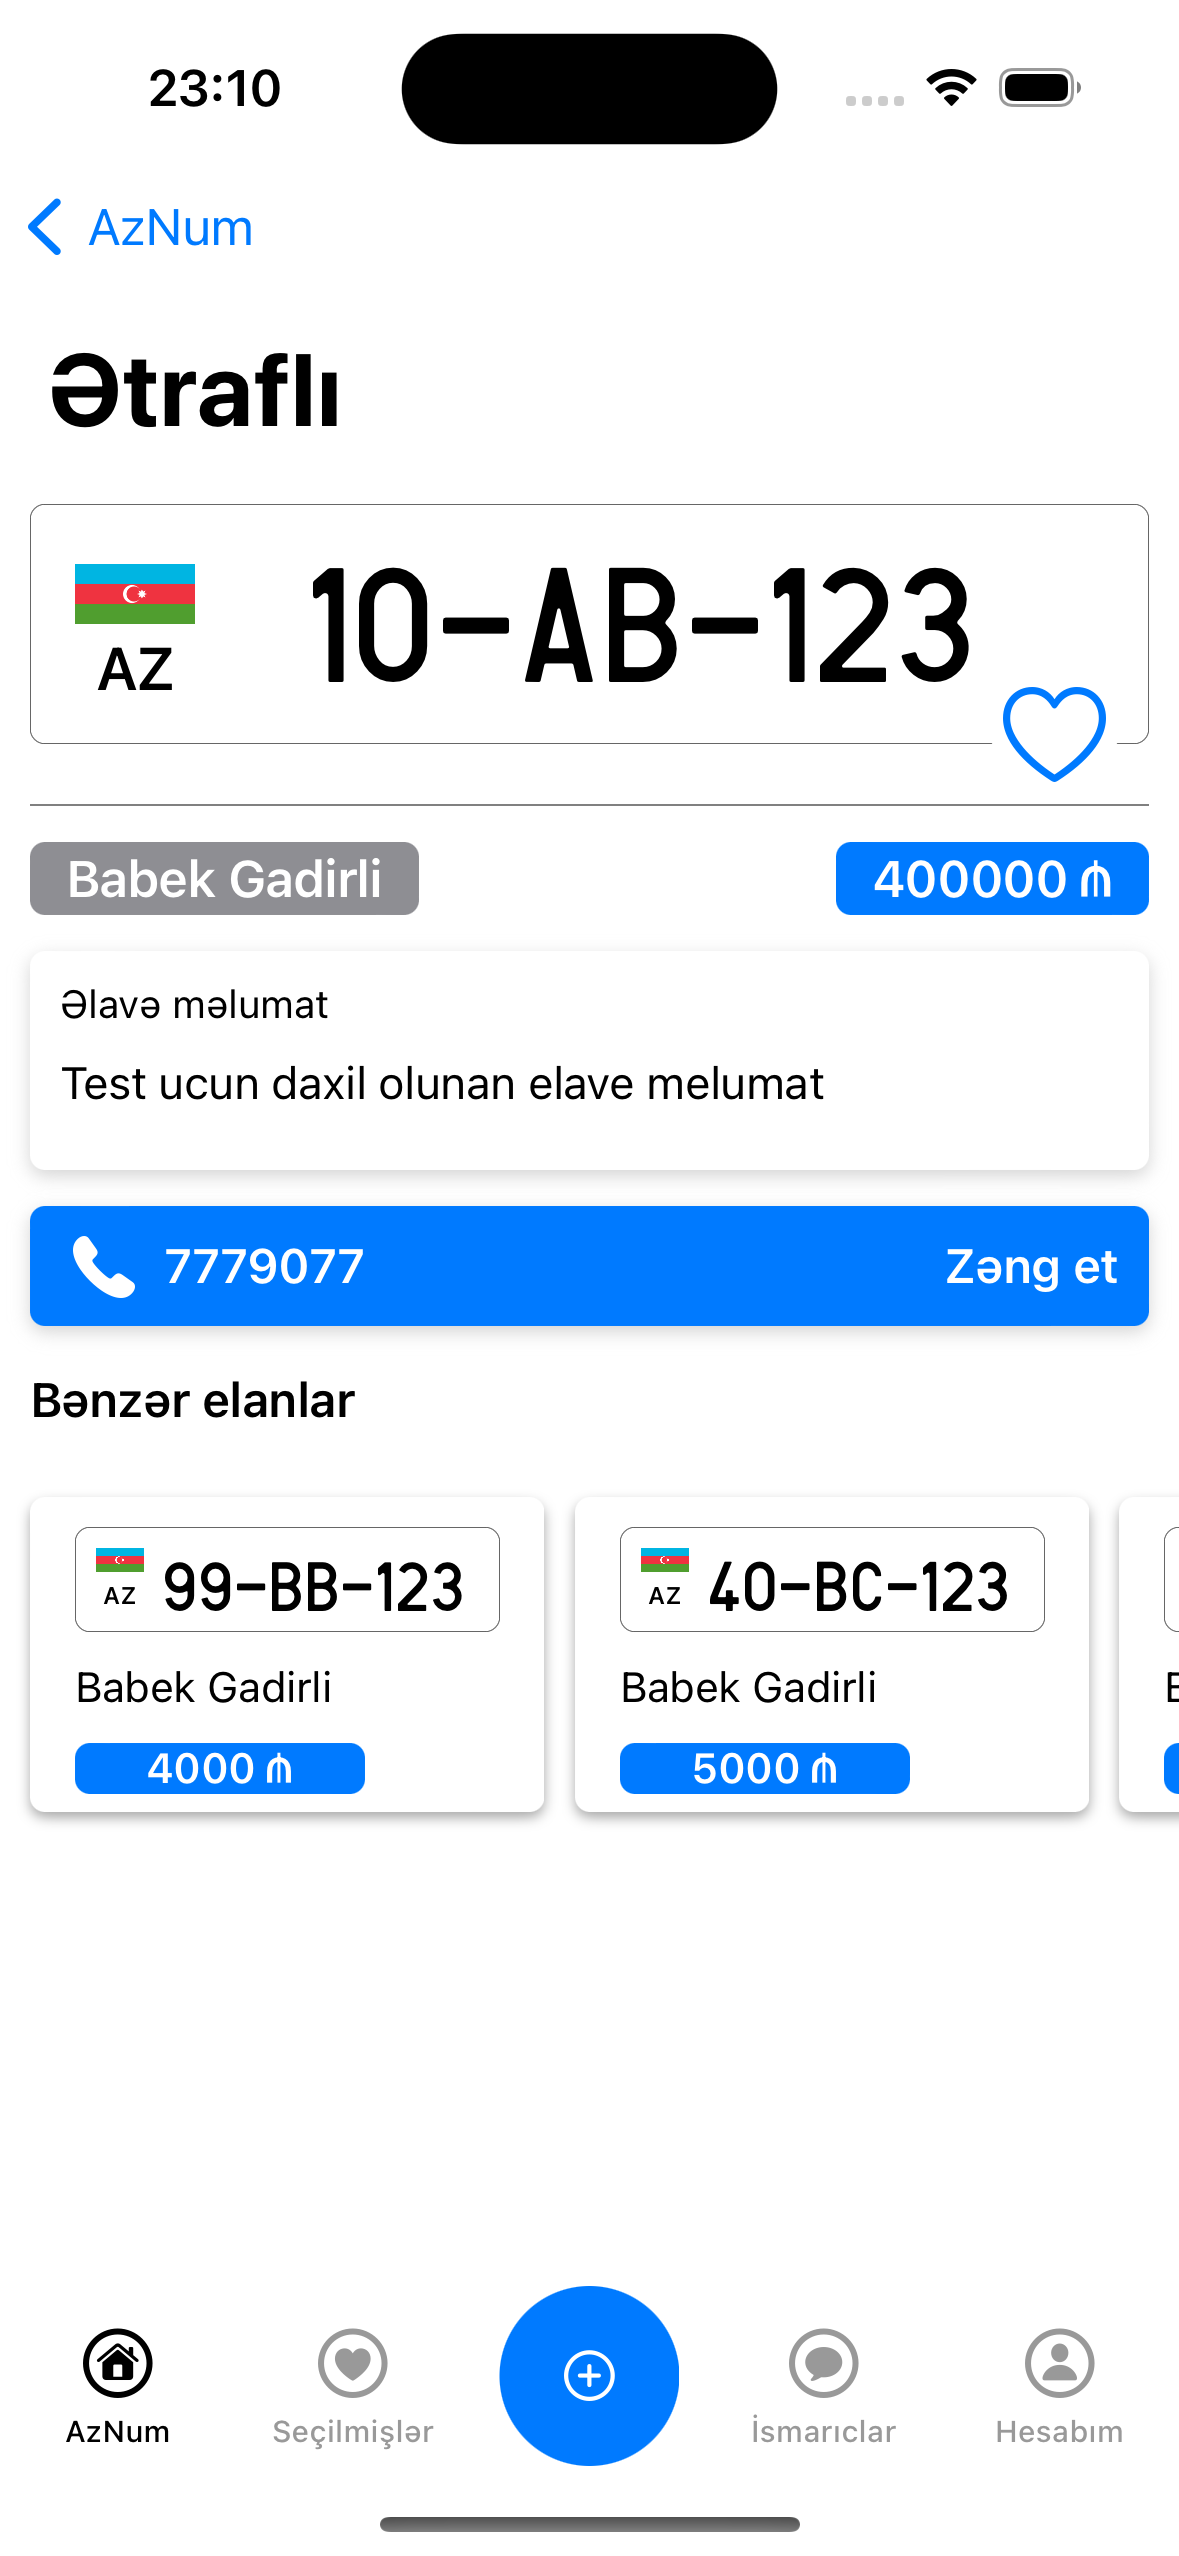 23:10
AzNum
Ətraflı
AZ
10-AB-123
Babek Gadirli
400000 ₼
Əlavə məlumat
Test ucun daxil olunan elave melumat
7779077
Zəng et
Bənzər elanlar
AZ
99-BB-123
Babek Gadirli
4000 ₼
AZ
40-BC-123
Babek Gadirli
5000 ₼
AzNum
Seçilmişlər
İsmarıclar
Hesabım